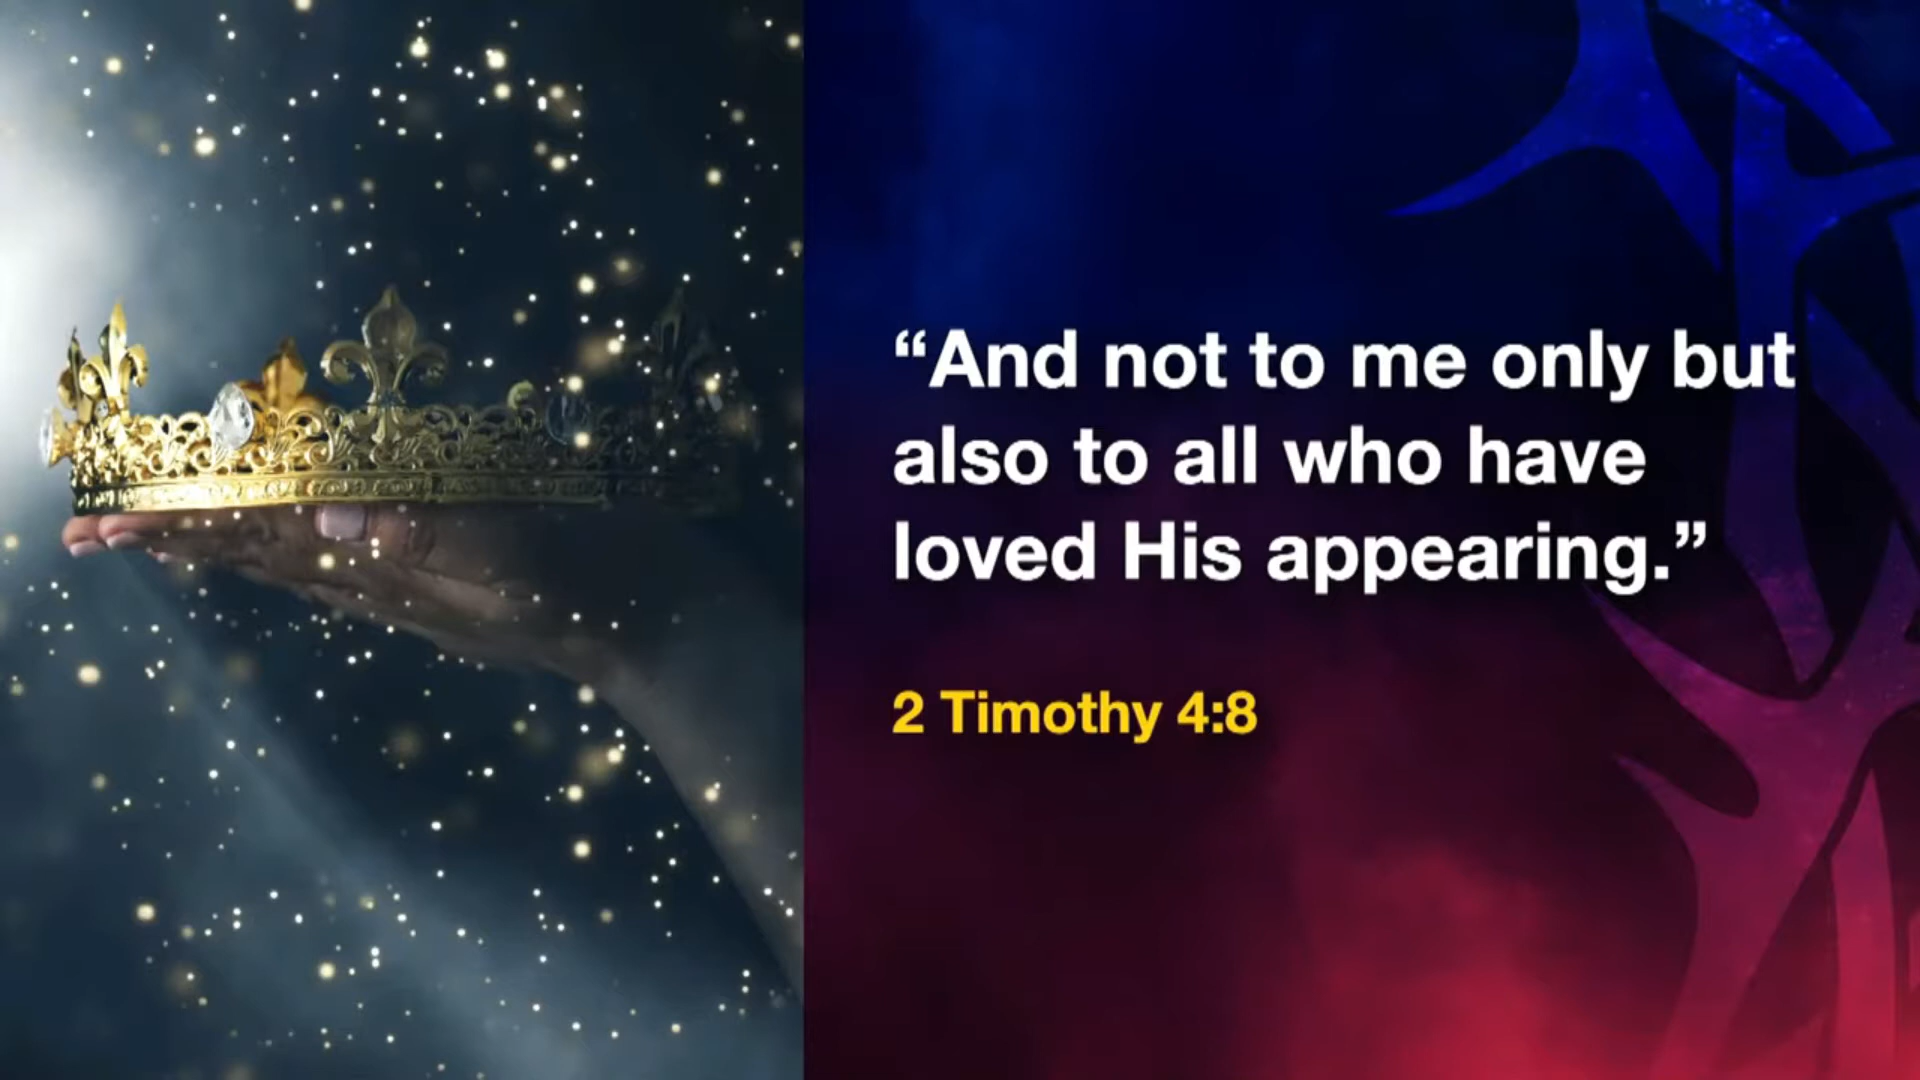 “And not to me only but
also to all who have
loved His appearing.”
2 Timothy 4:8